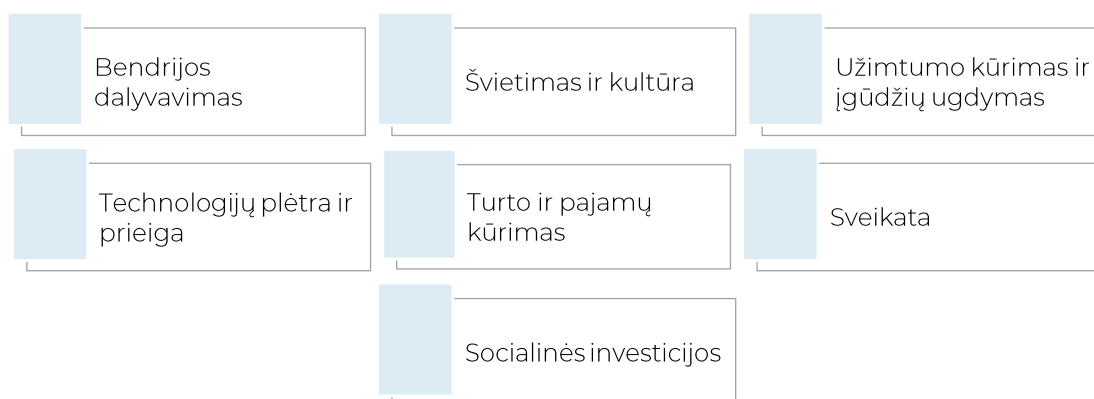 Bendrijos
dalyvavimas
Švietimas ir kultūra
Užimtumo kūrimas ir
įgūdžių ugdymas
Technologijų plėtra ir
prieiga
Turto ir pajamų
kūrimas
Sveikata
Socialinės investicijos